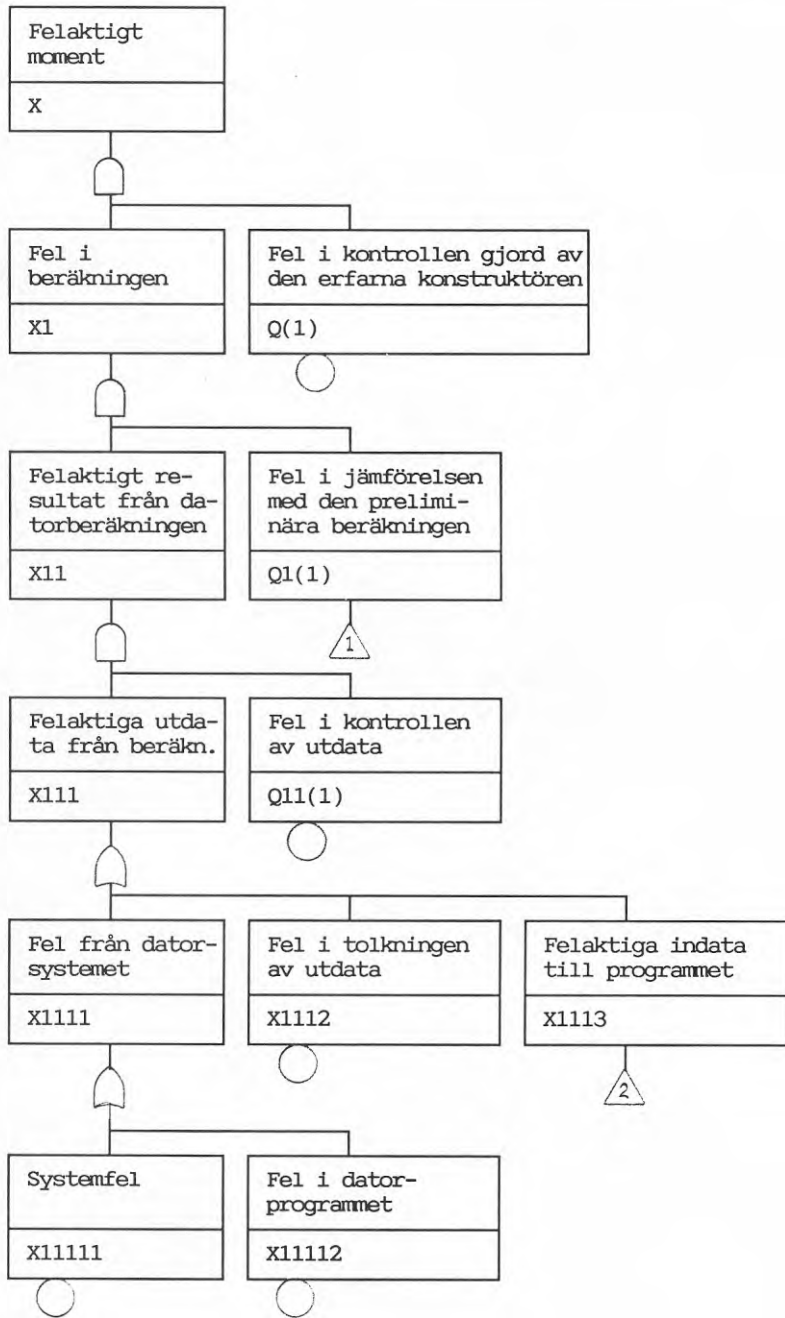 Felaktigt
moment
X
Fel i
beräkningen
X1
Fel i kontrollen gjord av
den erfarna konstruktören
Q(1)
Felaktigt re-
sultat från da-
torberäkningen
X11
Fel i jämförelsen
med den prelimi-
nära beräkningen
Q1(1)
1
Felaktiga utda-
ta från beräkn.
X111
Fel i kontrollen
av utdata
Q11(1)
Fel från dator-
systemet
X1111
Fel i tolkningen
av utdata
X1112
Felaktiga indata
till programmet
X1113
2
Systemfel
X11111
Fel i dator-
programmet
X11112